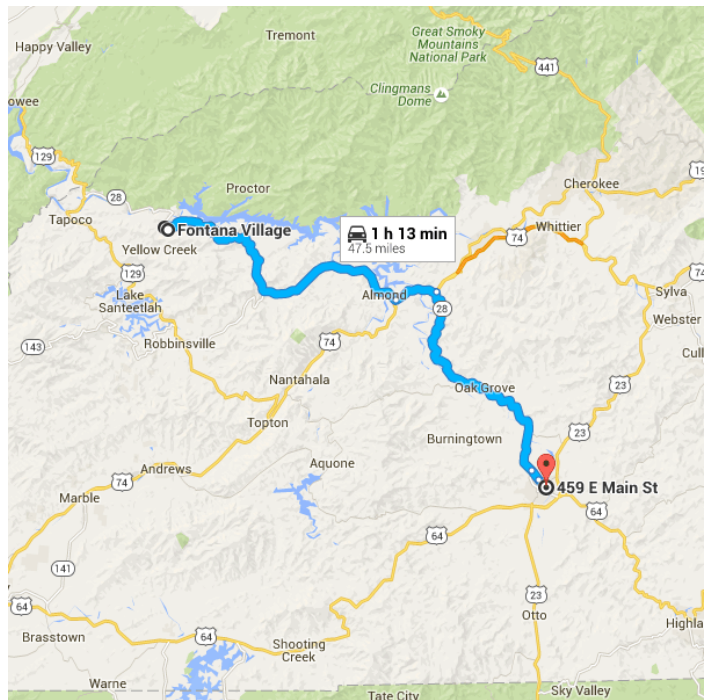 Happy Valley
Tremont
Great Smoky
Mountains
National Park
441
Clingmans
Dome
owee
129
28
Proctor
Cherokee
19
Tapoco
Fontana Village
1 h 13 min
47.5 miles
Whittier
74
Yellow Creek
129
74
Lake
Santeetlah
Almond
28
Sylva
Webster
143
Robbinsville
74
Cull
Nantahala
Oak Grove
23
Topton
Burningtown
23
Andrews
Aquone
74
Marble
459 E Main St
64
64
141
64
23
Otto
Brasstown
64
Shooting
Creek
Highla
Warne
Sky Valley
Tate City